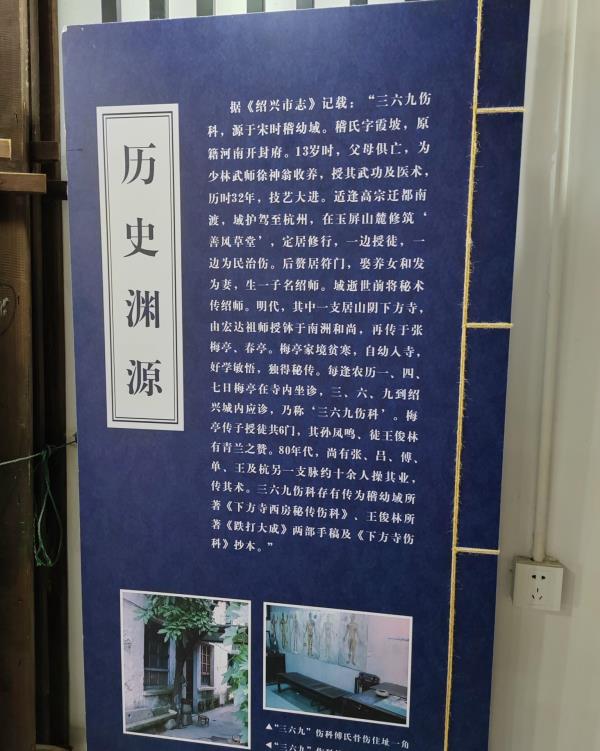 历史渊源
据《绍兴市志》记载：“三六九伤
科，源于宋时稽幼域。稽氏字霞坡，原
籍河南开封府。13岁时，父母俱亡，为
少林武师徐神翁收养，授其武功及医术，
历时32年，技艺大进。适逢高宗迁都南
渡，域护驾至杭州，在玉屏山麓修筑‘
善风草堂’，定居修行，一边授徒，一
边为民治伤。后赘居符门，娶养女和发
为妻，生一子名绍师。域逝世前将秘术
传绍师。明代，其中一支居山阴下方寺，
由宏达祖师授钵于南洲和尚，再传于张
梅亭、春亭。梅亭家境贫寒，自幼入寺，
好学敏悟，独得秘传。每逢农历一、四、
七日梅亭在寺内坐诊，三、六、九到绍
兴城内应诊，乃称‘三六九伤科’。梅
亭传子授徒共6门，其孙凤鸣、徒王俊林
有青兰之赞。80年代，尚有张、吕、傅、
单、王及杭另一支脉约十余人操其业，
传其术。三六九伤科存有传为稽幼域所
著《下方寺西房秘传伤科》、王俊林所
著《跌打大成》两部手稿及《下方寺伤
科》抄本。”
▲“三六九”伤科傅氏骨伤住址一角
◀“三六九”伤科